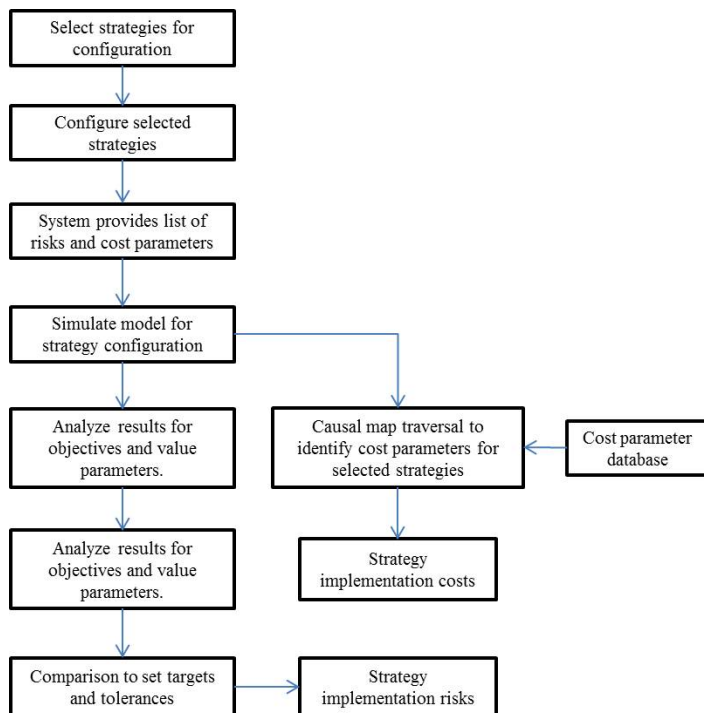 Select strategies for
configuration
Configure selected
strategies
System provides list of
risks and cost parameters
Simulate model for
strategy configuration
Analyze results for
objectives and value
parameters.
Causal map traversal to
identify cost parameters for
selected strategies
Cost parameter
database
Analyze results for
objectives and value
parameters.
Strategy
implementation costs
Comparison to set targets
and tolerances
Strategy
implementation risks